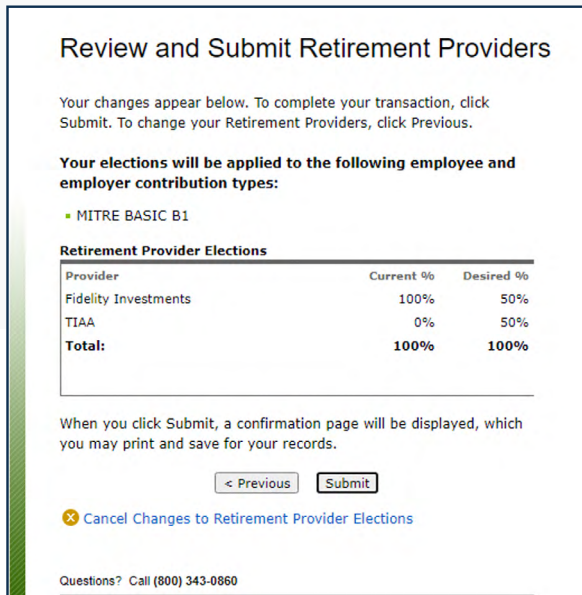 Review and Submit Retirement Providers
Your changes appear below. To complete your transaction, click
Submit. To change your Retirement Providers, click Previous.
Your elections will be applied to the following employee and
employer contribution types:
▪ MITRE BASIC B1
Retirement Provider Elections
Provider Current % Desired %
Fidelity Investments 100% 50%
TIAA 0% 50%
Total: 100% 100%
When you click Submit, a confirmation page will be displayed, which
you may print and save for your records.
< Previous Submit
Cancel Changes to Retirement Provider Elections
Questions? Call (800) 343-0860